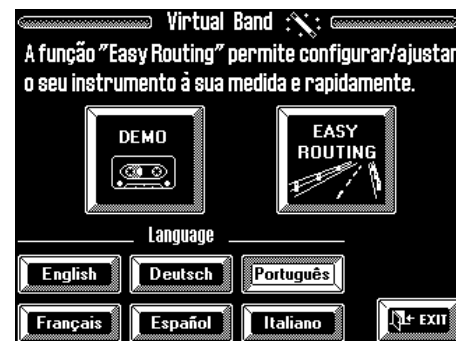 Virtual Band
A função "Easy Routing" permite configurar/ajustar
o seu instrumento à sua medida e rapidamente.
DEMO
EASY
ROUTING
Language
English Deutsch Português
Français Español Italiano
EXIT